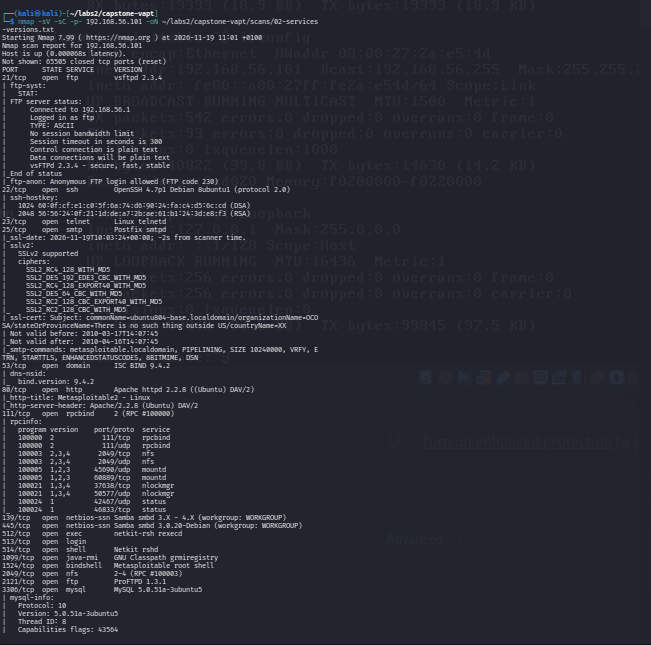 ┌──(kali㉿kali)-[~/labs2/capstone-vapt]
└─$ nmap -sV -sC -p- 192.168.56.101 -oN ~/labs2/capstone-vapt/scans/02-services
-versions.txt
Starting Nmap 7.99 ( https://nmap.org ) at 2026-11-19 11:01 +0100
Nmap scan report for 192.168.56.101
Host is up (0.000068s latency).
Not shown: 65505 closed tcp ports (reset)
PORT      STATE SERVICE     VERSION
21/tcp    open  ftp         vsftpd 2.3.4
| ftp-syst:
|   STAT:
| FTP server status:
|      Connected to 192.168.56.1
|      Logged in as ftp
|      TYPE: ASCII
|      No session bandwidth limit
|      Session timeout in seconds is 300
|      Control connection is plain text
|      Data connections will be plain text
|      vsFTPd 2.3.4 - secure, fast, stable
|_End of status
|_ftp-anon: Anonymous FTP login allowed (FTP code 230)
22/tcp    open  ssh         OpenSSH 4.7p1 Debian 8ubuntu1 (protocol 2.0)
| ssh-hostkey:
|   1024 60:0f:cf:e1:c0:5f:6a:74:d6:90:24:fa:c4:d5:6c:cd (DSA)
|_  2048 56:56:24:0f:21:1d:de:a7:2b:ae:61:b1:24:3d:e8:f3 (RSA)
23/tcp    open  telnet      Linux telnetd
25/tcp    open  smtp        Postfix smtpd
|_ssl-date: 2026-11-19T10:03:24+00:00; -2s from scanner time.
| sslv2:
|   SSLv2 supported
|   ciphers:
|     SSL2_RC4_128_WITH_MD5
|     SSL2_DES_192_EDE3_CBC_WITH_MD5
|     SSL2_RC4_128_EXPORT40_WITH_MD5
|     SSL2_DES_64_CBC_WITH_MD5
|     SSL2_RC2_128_CBC_EXPORT40_WITH_MD5
|_    SSL2_RC2_128_CBC_WITH_MD5
| ssl-cert: Subject: commonName=ubuntu804-base.localdomain/organizationName=OCO
SA/stateOrProvinceName=There is no such thing outside US/countryName=XX
| Not valid before: 2010-03-17T14:07:45
|_Not valid after:  2010-04-16T14:07:45
|_smtp-commands: metasploitable.localdomain, PIPELINING, SIZE 10240000, VRFY, E
TRN, STARTTLS, ENHANCEDSTATUSCODES, 8BITMIME, DSN
53/tcp    open  domain      ISC BIND 9.4.2
| dns-nsid:
|_  bind.version: 9.4.2
80/tcp    open  http        Apache httpd 2.2.8 ((Ubuntu) DAV/2)
|_http-title: Metasploitable2 - Linux
|_http-server-header: Apache/2.2.8 (Ubuntu) DAV/2
111/tcp   open  rpcbind     2 (RPC #100000)
| rpcinfo:
|   program version    port/proto  service
|   100000  2            111/tcp   rpcbind
|   100000  2            111/udp   rpcbind
|   100003  2,3,4       2049/tcp   nfs
|   100003  2,3,4       2049/udp   nfs
|   100005  1,2,3      45690/udp   mountd
|   100005  1,2,3      60889/tcp   mountd
|   100021  1,3,4      37638/tcp   nlockmgr
|   100021  1,3,4      50577/udp   nlockmgr
|   100024  1          42467/udp   status
|_  100024  1          46833/tcp   status
139/tcp   open  netbios-ssn Samba smbd 3.X - 4.X (workgroup: WORKGROUP)
445/tcp   open  netbios-ssn Samba smbd 3.0.20-Debian (workgroup: WORKGROUP)
512/tcp   open  exec        netkit-rsh rexecd
513/tcp   open  login
514/tcp   open  shell       Netkit rshd
1099/tcp  open  java-rmi    GNU Classpath grmiregistry
1524/tcp  open  bindshell   Metasploitable root shell
2049/tcp  open  nfs         2-4 (RPC #100003)
2121/tcp  open  ftp         ProFTPD 1.3.1
3306/tcp  open  mysql       MySQL 5.0.51a-3ubuntu5
| mysql-info:
|   Protocol: 10
|   Version: 5.0.51a-3ubuntu5
|   Thread ID: 8
|   Capabilities flags: 43564
Turn on enhanced protecting to
Advanced